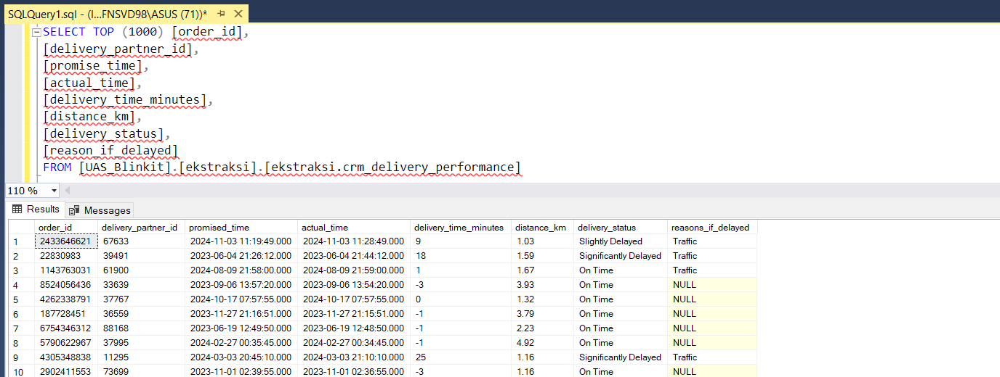 SQLQuery1.sql - (l...FNSVD98\ASUS (71))*
SELECT TOP (1000) [order_id],
[delivery_partner_id],
[promise_time],
[actual_time],
[delivery_time_minutes],
[distance_km],
[delivery_status],
[reason_if_delayed]
FROM [UAS_Blinkit].[ekstraksi].[ekstraksi.crm_delivery_performance]
110 %
Results Messages
order_id delivery_partner_id promised_time actual_time delivery_time_minutes distance_km delivery_status reasons_if_delayed
1 2433646621 67633 2024-11-03 11:19:49.000 2024-11-03 11:28:49.000 9 1.03 Slightly Delayed Traffic
2 22830983 39491 2023-06-04 21:26:12.000 2023-06-04 21:44:12.000 18 1.59 Significantly Delayed Traffic
3 1143763031 61900 2024-08-09 21:58:00.000 2024-08-09 21:59:00.000 1 1.67 On Time Traffic
4 8524056436 33639 2023-09-06 13:57:20.000 2023-09-06 13:54:20.000 -3 3.93 On Time NULL
5 4262338791 37767 2024-10-17 07:57:55.000 2024-10-17 07:57:55.000 0 1.32 On Time NULL
6 187728451 36559 2023-11-27 21:16:51.000 2023-11-27 21:15:51.000 -1 3.79 On Time NULL
7 6754346312 88168 2023-06-19 12:49:50.000 2023-06-19 12:48:50.000 -1 2.23 On Time NULL
8 5790622967 37995 2024-02-27 00:35:45.000 2024-02-27 00:34:45.000 -1 4.92 On Time NULL
9 4305348838 11295 2024-03-03 20:45:10.000 2024-03-03 21:10:10.000 25 1.16 Significantly Delayed Traffic
10 2902411553 73699 2023-11-01 02:39:55.000 2023-11-01 02:36:55.000 -3 1.16 On Time NULL